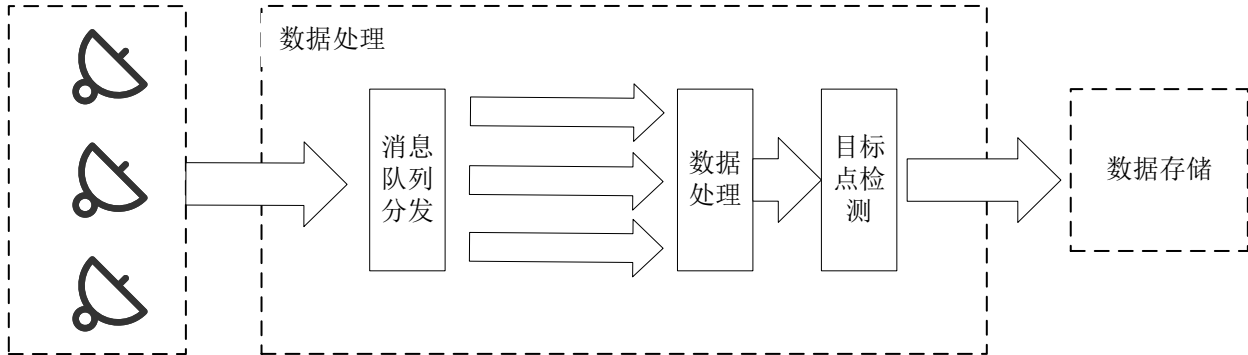 数据处理
消息
队列
分发
数据
处理
目标
点检
测
数据存储